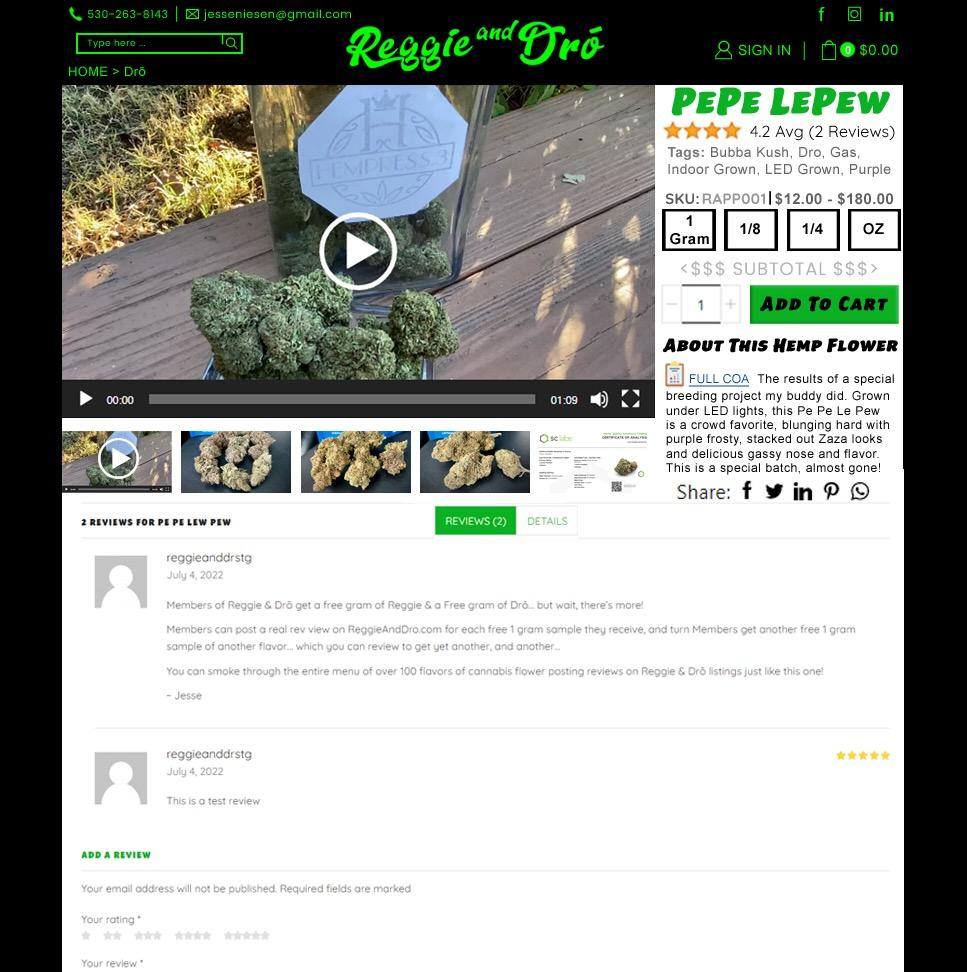 530-263-8143
jesseniesen@gmail.com
Type here ...
Reggie and Dró
SIGN IN
0 $0.00
HOME > Drō
HEMPRESS 3
00:00
01:09
PePe LePew
4.2 Avg (2 Reviews)
Tags: Bubba Kush, Dro, Gas,
Indoor Grown, LED Grown, Purple
SKU: RAPP001 $12.00 - $180.00
1 Gram
1/8
1/4
OZ
<$$$ SUBTOTAL $$$>
- 1 +
Add To Cart
About This Hemp Flower
FULL COA The results of a special
breeding project my buddy did. Grown
under LED lights, this Pe Pe Le Pew
is a crowd favorite, blunging hard with
purple frosty, stacked out Zaza looks
and delicious gassy nose and flavor.
This is a special batch, almost gone!
Share:
sc labs
CERTIFICATE OF ANALYSIS
2 REVIEWS FOR PE PE LEW PEW
REVIEWS (2)
DETAILS
reggieanddrstg
July 4, 2022
Members of Reggie & Drō get a free gram of Reggie & a Free gram of Drō... but wait, there's more!
Members can post a real rev view on ReggieAndDro.com for each free 1 gram sample they receive, and turn Members get another free 1 gram
sample of another flavor... which you can review to get yet another, and another...
You can smoke through the entire menu of over 100 flavors of cannabis flower posting reviews on Reggie & Drō listings just like this one!
~ Jesse
reggieanddrstg
July 4, 2022
This is a test review
ADD A REVIEW
Your email address will not be published. Required fields are marked
Your rating *
Your review *